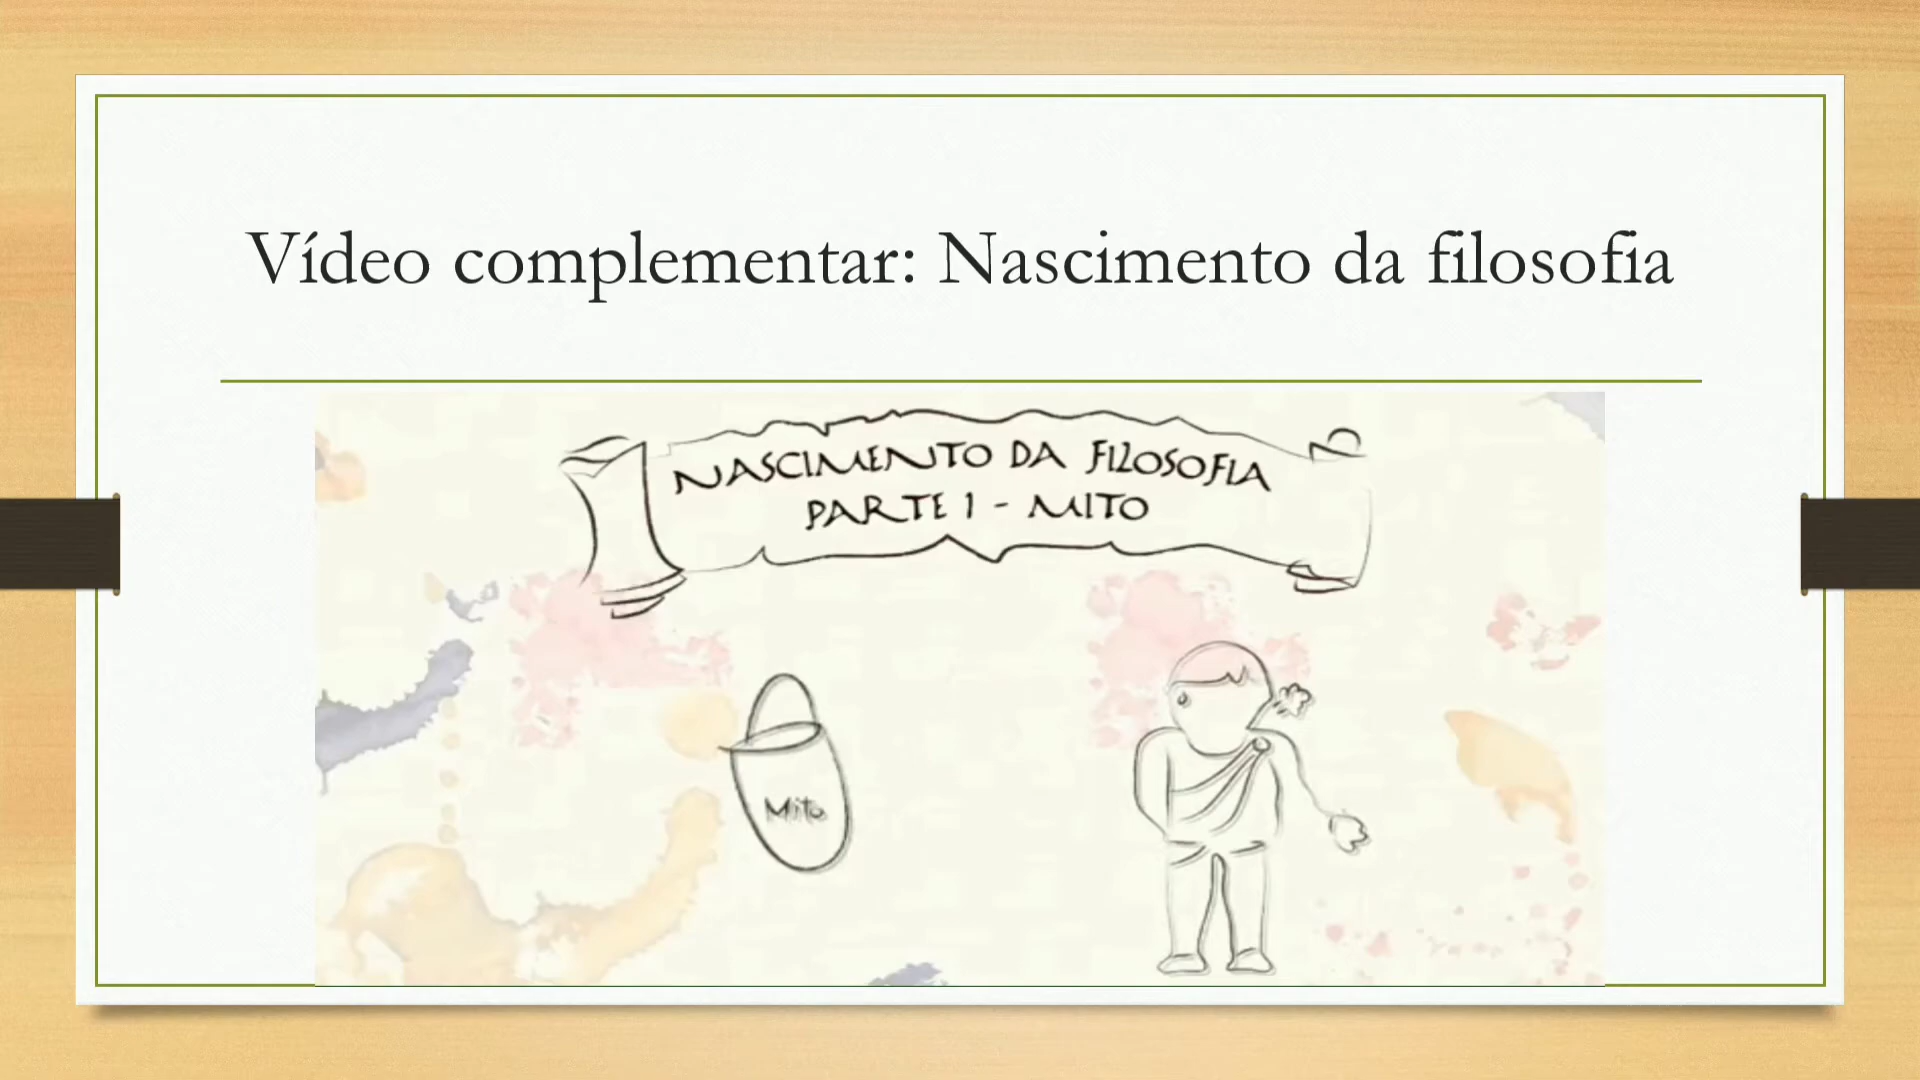 Vídeo complementar: Nascimento da filosofia
NASCIMENTO DA FILOSOFIA
PARTE 1 - MITO
Mito